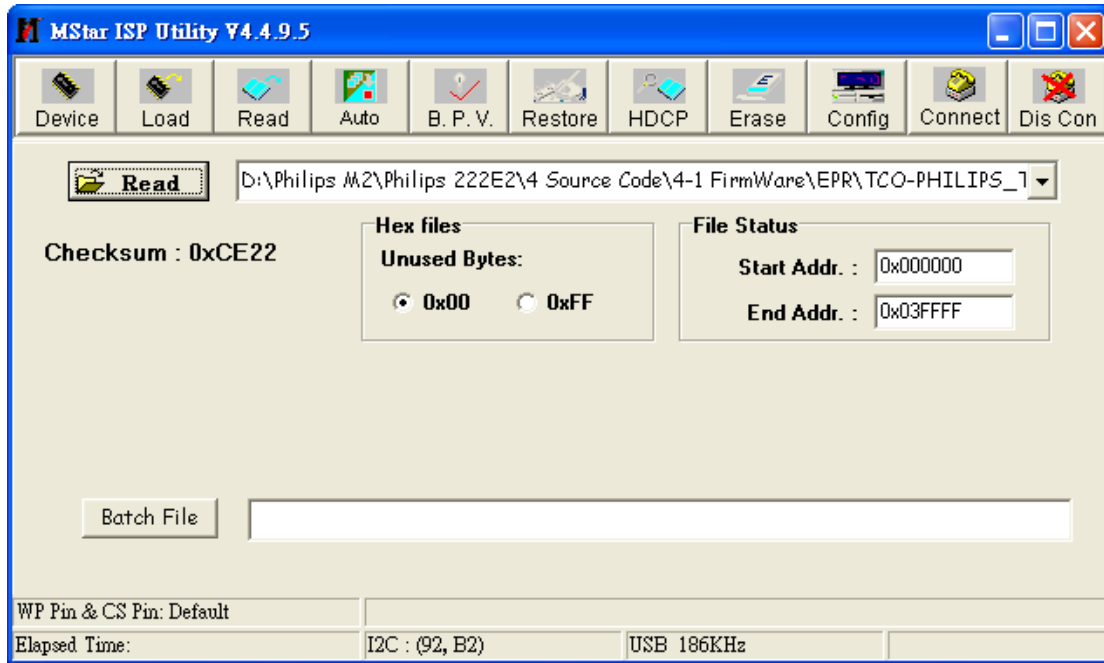 MStar ISP Utility V4.4.9.5
Device Load Read Auto B. P. V. Restore HDCP Erase Config Connect Dis Con
Read D:\Philips M2\Philips 222E2\4 Source Code\4-1 FirmWare\EPR\TCO-PHILIPS_T
Checksum : 0xCE22
Hex files
Unused Bytes:
0x00 0xFF
File Status
Start Addr. : 0x000000
End Addr. : 0x03FFFF
Batch File
WP Pin & CS Pin: Default
Elapsed Time: I2C : (92, B2) USB 186KHz